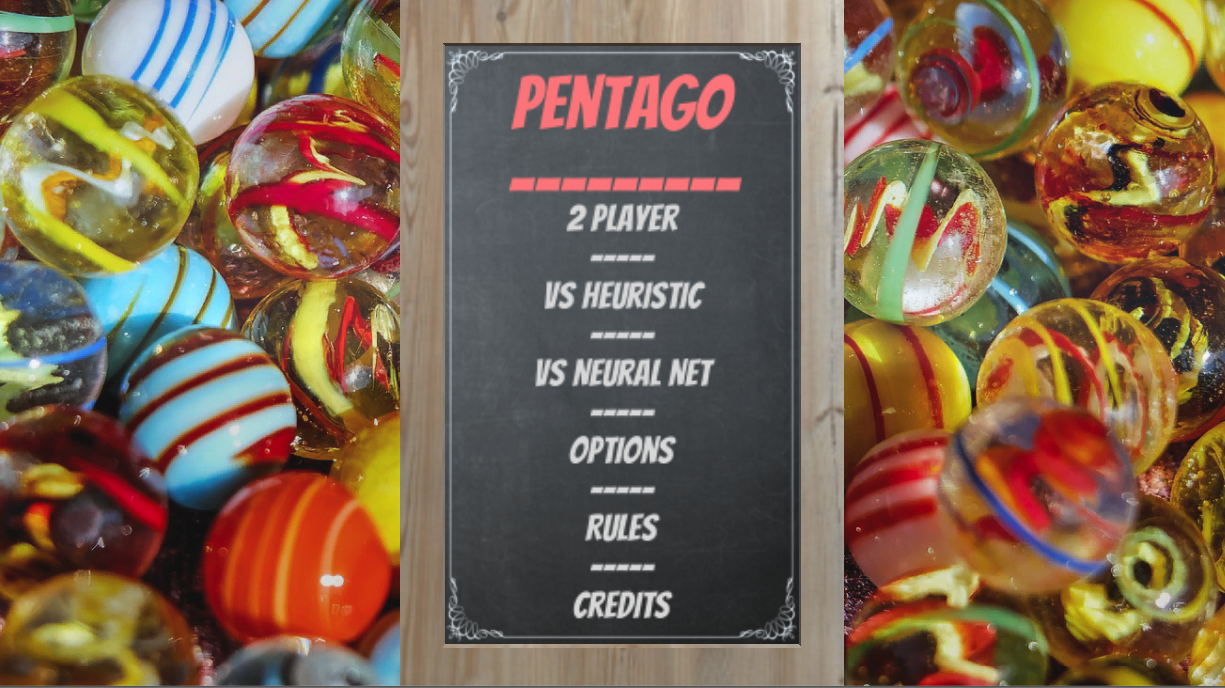 PENTAGO
---------
2 PLAYER
-----
VS HEURISTIC
-----
VS NEURAL NET
-----
OPTIONS
-----
RULES
-----
CREDITS